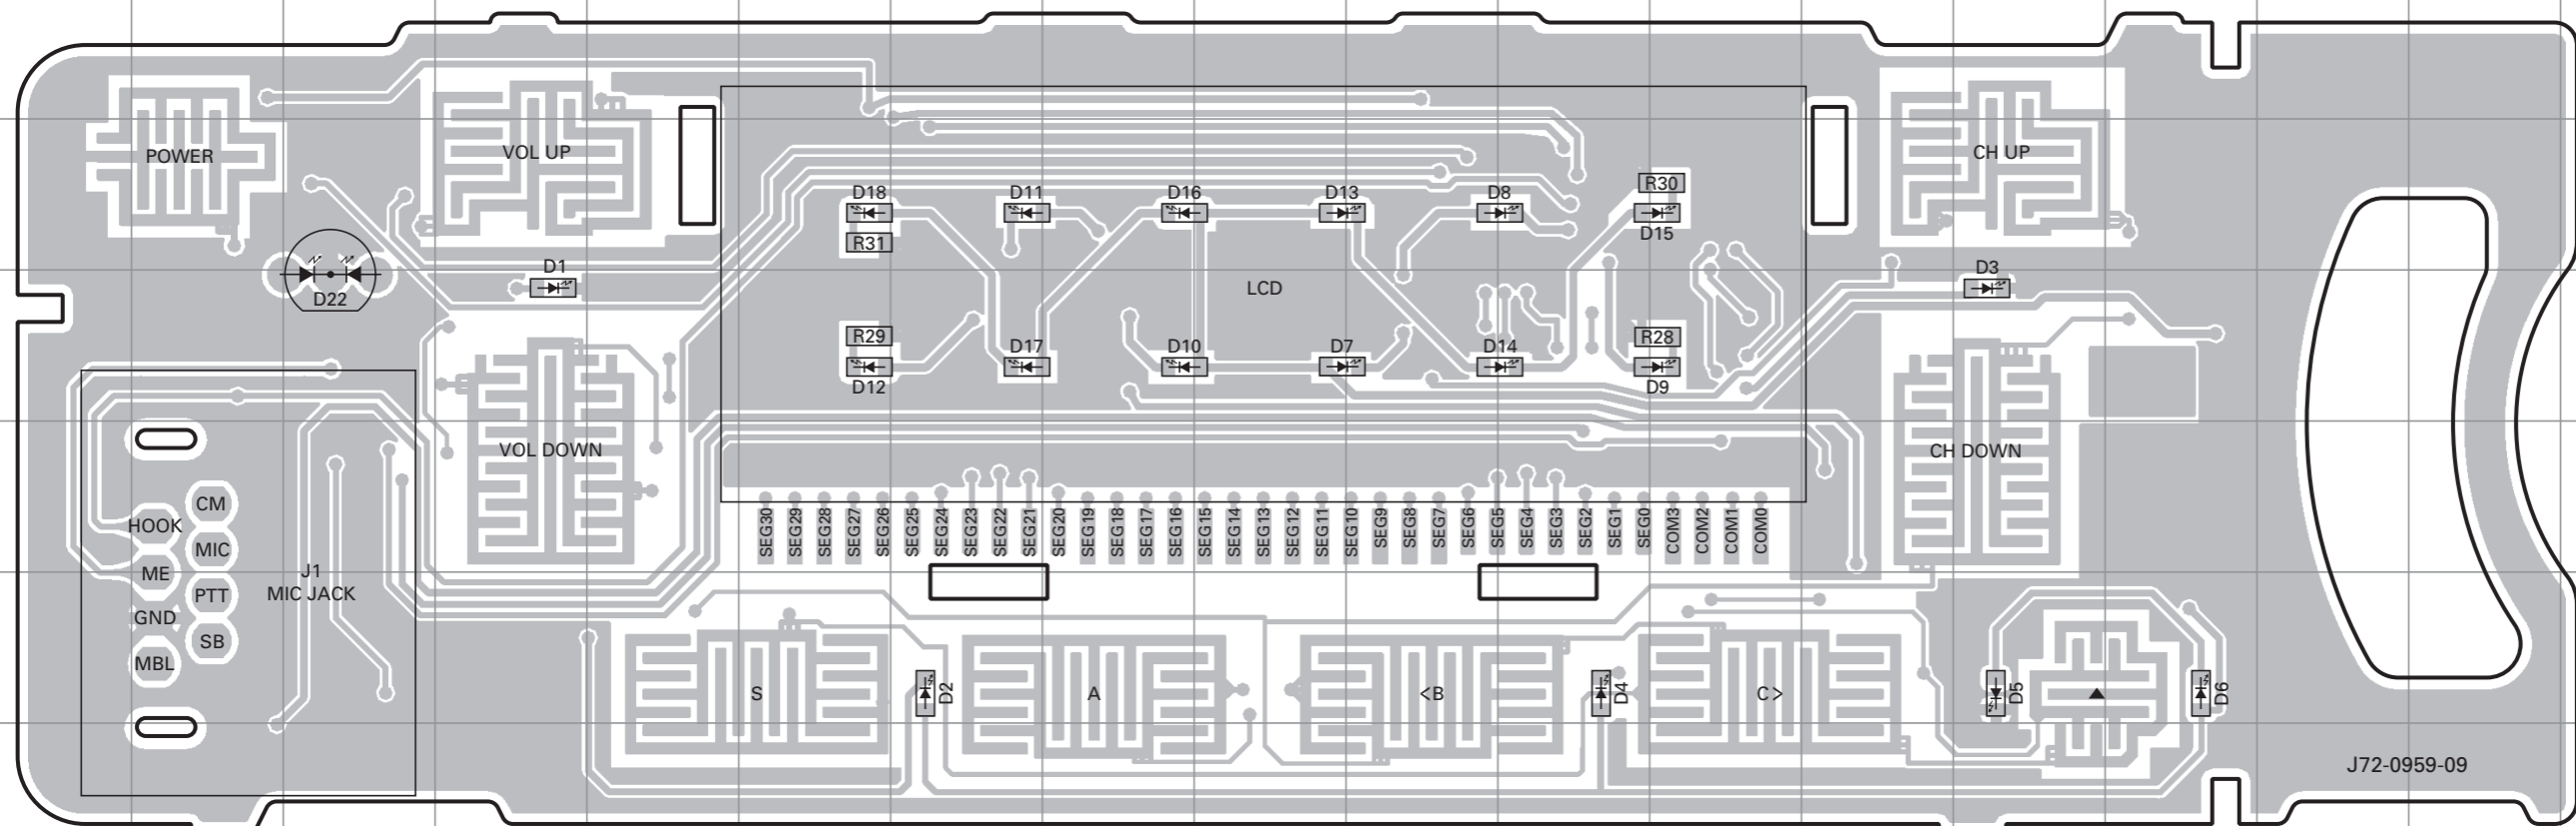 POWER
VOL UP
CH UP
D18
D11
D16
D13
D8
R30
R31
D15
D22
D1
LCD
D3
R29
D17
D10
D7
D14
R28
D12
D9
VOL DOWN
CH DOWN
CM
HOOK
MIC
ME
PTT
GND
SB
MBL
J1
MIC JACK
SEG30
SEG29
SEG28
SEG27
SEG26
SEG25
SEG24
SEG23
SEG22
SEG21
SEG20
SEG19
SEG18
SEG17
SEG16
SEG15
SEG14
SEG13
SEG12
SEG11
SEG10
SEG9
SEG8
SEG7
SEG6
SEG5
SEG4
SEG3
SEG2
SEG1
SEG0
COM3
COM2
COM1
COM0
S
D2
A
<B
D4
C>
D5
▲
D6
J72-0959-09